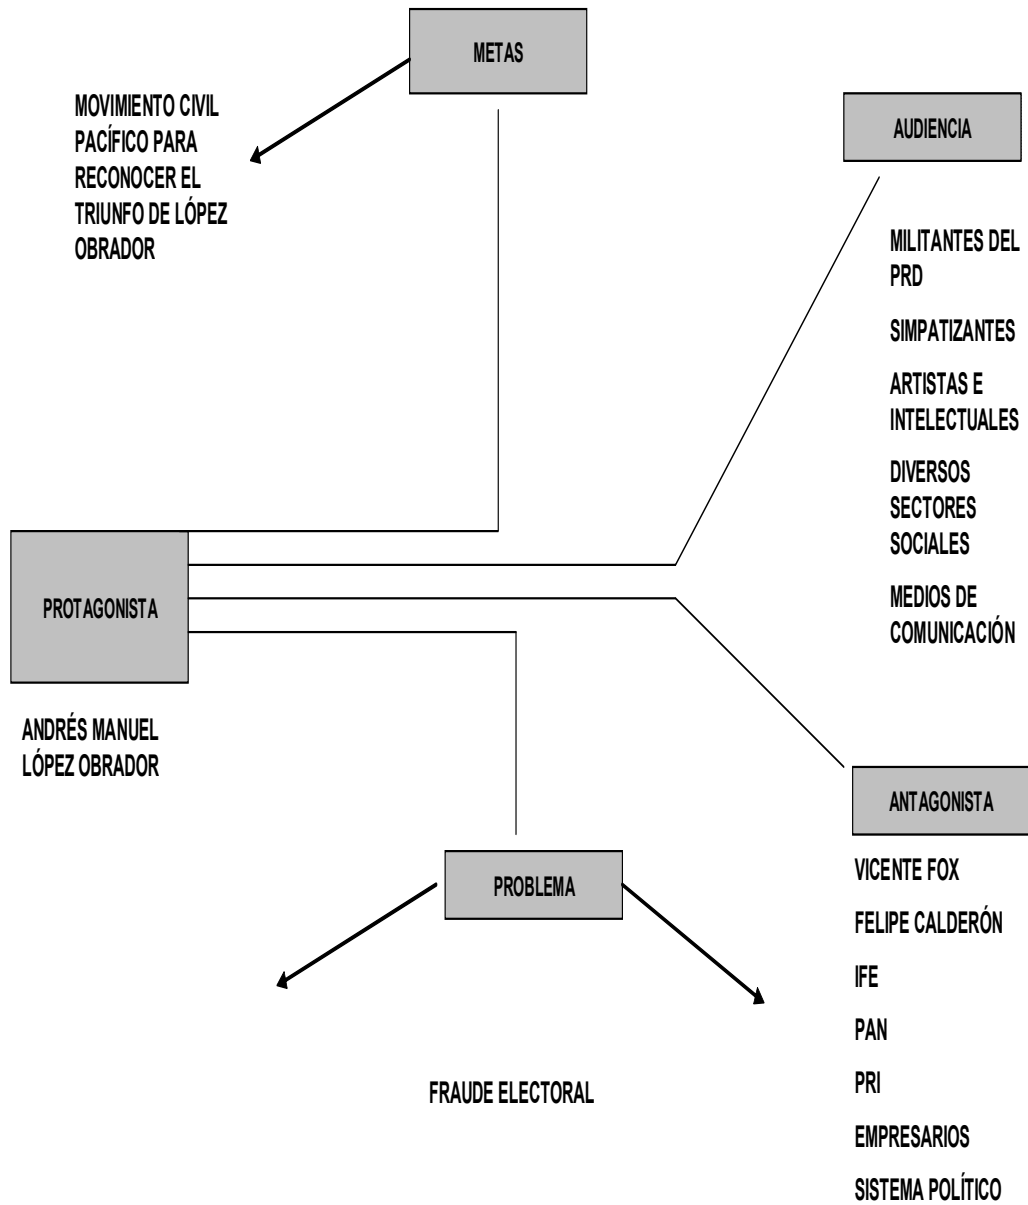 METAS
MOVIMIENTO CIVIL
PACÍFICO PARA
RECONOCER EL
TRIUNFO DE LÓPEZ
OBRADOR
AUDIENCIA
MILITANTES DEL
PRD
SIMPATIZANTES
ARTISTAS E
INTELECTUALES
DIVERSOS
SECTORES
SOCIALES
MEDIOS DE
COMUNICACIÓN
PROTAGONISTA
ANDRÉS MANUEL
LÓPEZ OBRADOR
ANTAGONISTA
VICENTE FOX
FELIPE CALDERÓN
IFE
PAN
PRI
EMPRESARIOS
SISTEMA POLÍTICO
PROBLEMA
FRAUDE ELECTORAL